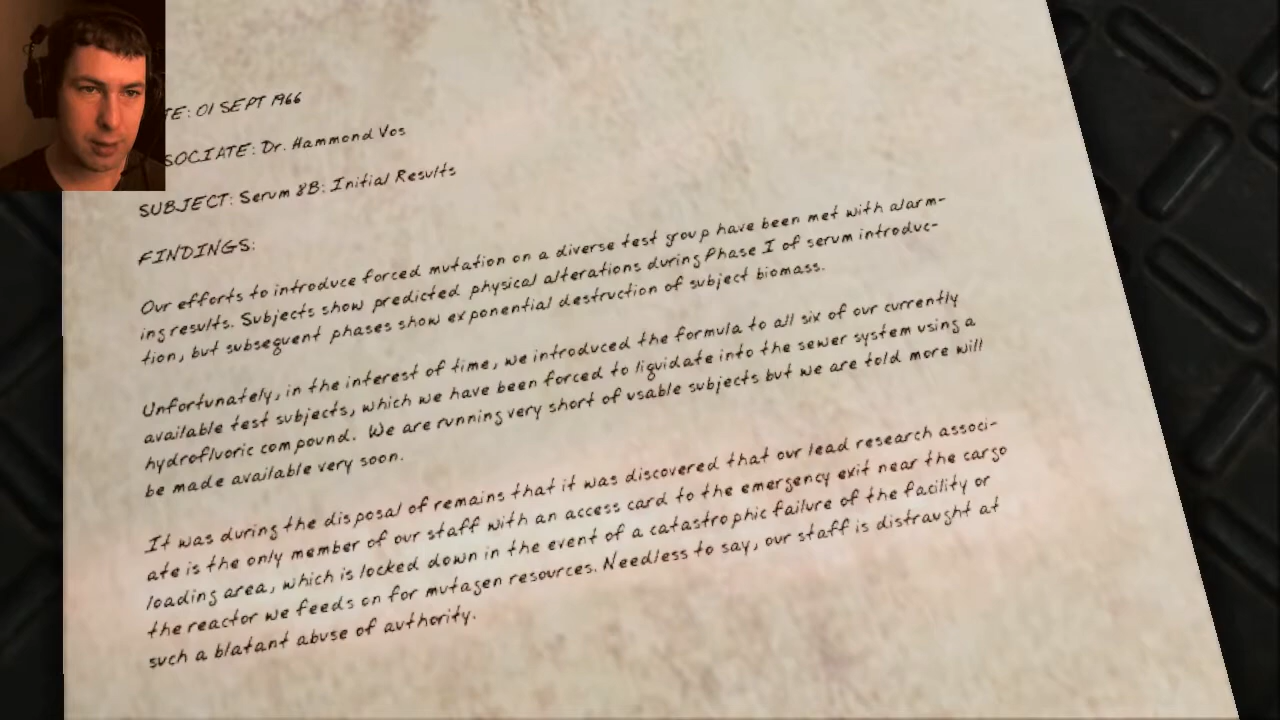 TE: 01 SEPT 1966
SOCIATE: Dr. Hammond Vos
SUBJECT: Serum 8B: Initial Results
FINDINGS:
Our efforts to introduce forced mutation on a diverse test group have been met with alarm-
ing results. Subjects show predicted physical alterations during Phase I of serum introduc-
tion, but subsequent phases show exponential destruction of subject biomass.
Unfortunately, in the interest of time, we introduced the formula to all six of our currently
available test subjects, which we have been forced to liquidate into the sewer system using a
hydrofluoric compound. We are running very short of usable subjects but we are told more will
be made available very soon.
It was during the disposal of remains that it was discovered that our lead research associ-
ate is the only member of our staff with an access card to the emergency exit near the cargo
loading area, which is locked down in the event of a catastrophic failure of the facility or
the reactor we feeds on for mutagen resources. Needless to say, our staff is distraught at
such a blatant abuse of authority.